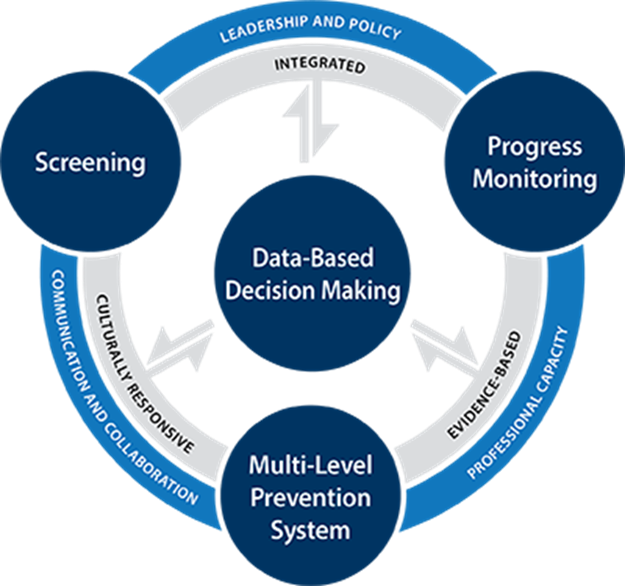 LEADERSHIP AND POLICY
INTEGRATED
Screening
Progress
Monitoring
Data-Based
Decision Making
COMMUNICATION AND COLLABORATION
CULTURALLY RESPONSIVE
EVIDENCE-BASED
PROFESSIONAL CAPACITY
Multi-Level
Prevention
System